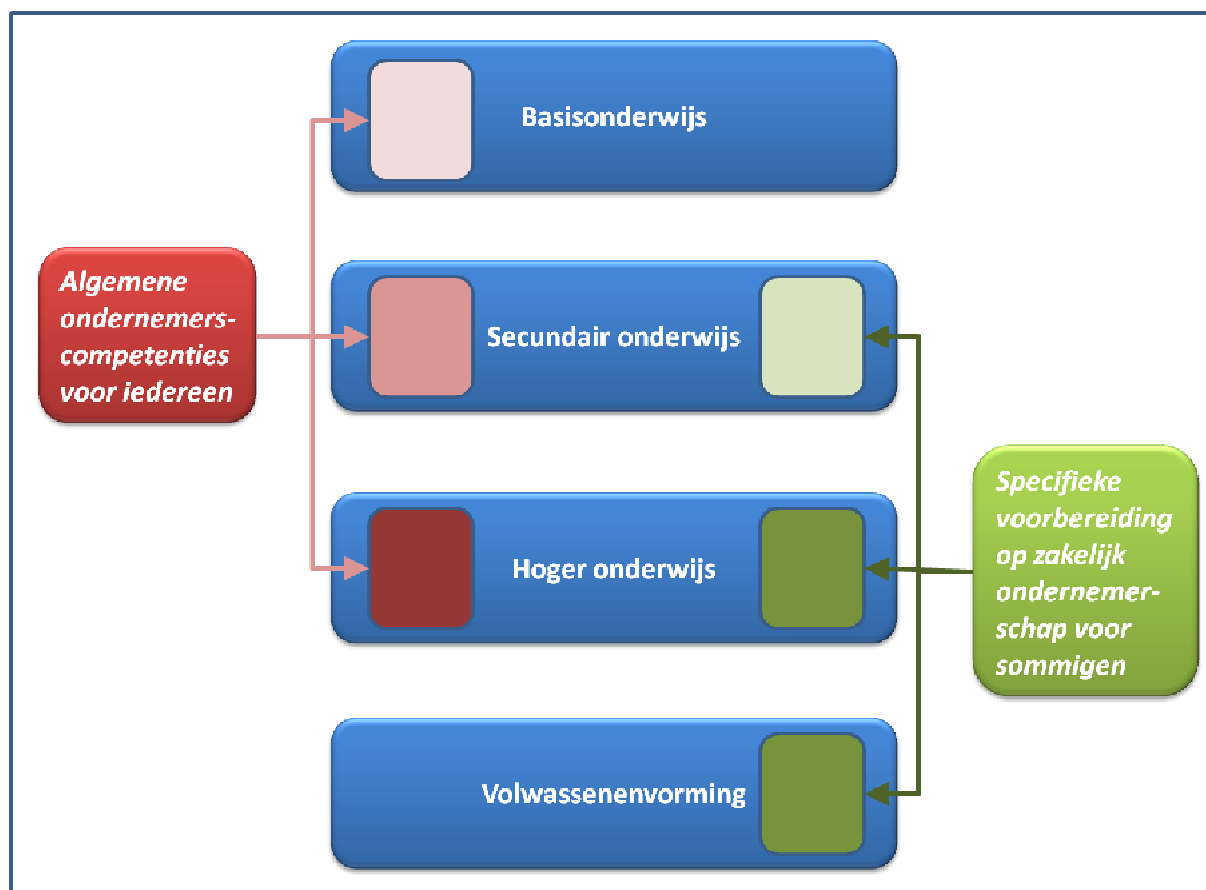 Basisonderwijs
Algemene
ondernemers-
competenties
voor iedereen
Secundair onderwijs
Hoger onderwijs
Specifieke
voorbereiding
op zakelijk
ondernemer-
schap voor
sommigen
Volwassenenvorming